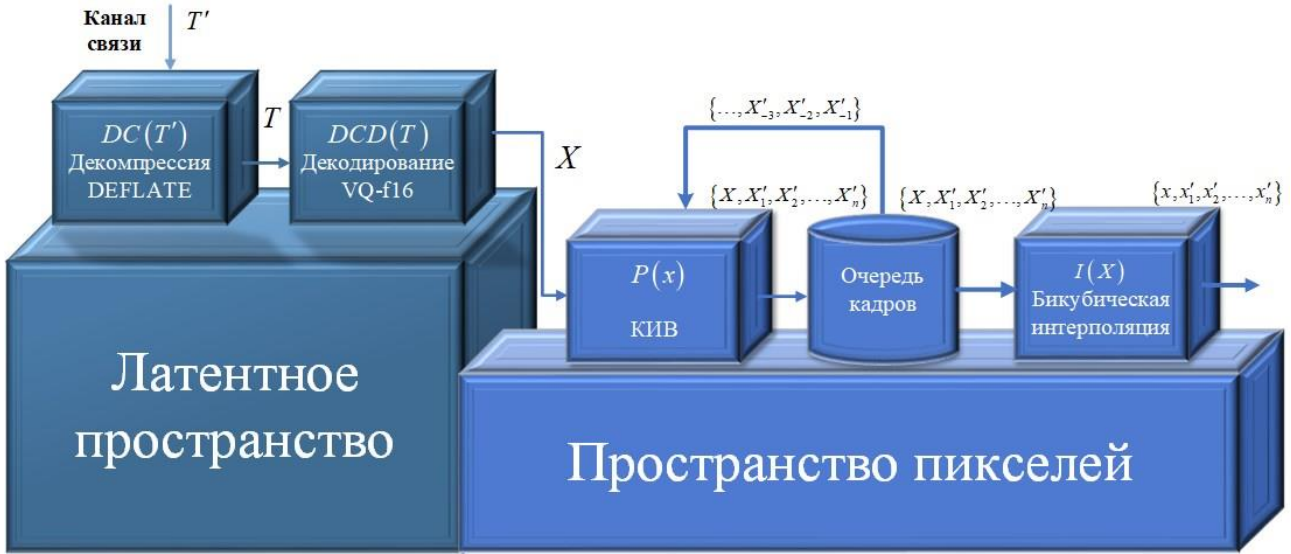 Канал
связи
T′
DC(T′)
Декомпрессия
DEFLATE
T
DCD(T)
Декодирование
VQ-f16
X
{…, X′₋₃, X′₋₂, X′₋₁}
{X, X′₁, X′₂, …, X′ₙ}
{X, X′₁, X′₂, …, X′ₙ}
{x, x′₁, x′₂, …, x′ₙ}
P(x)
КИВ
Очередь
кадров
I(X)
Бикубическая
интерполяция
Латентное
пространство
Пространство пикселей